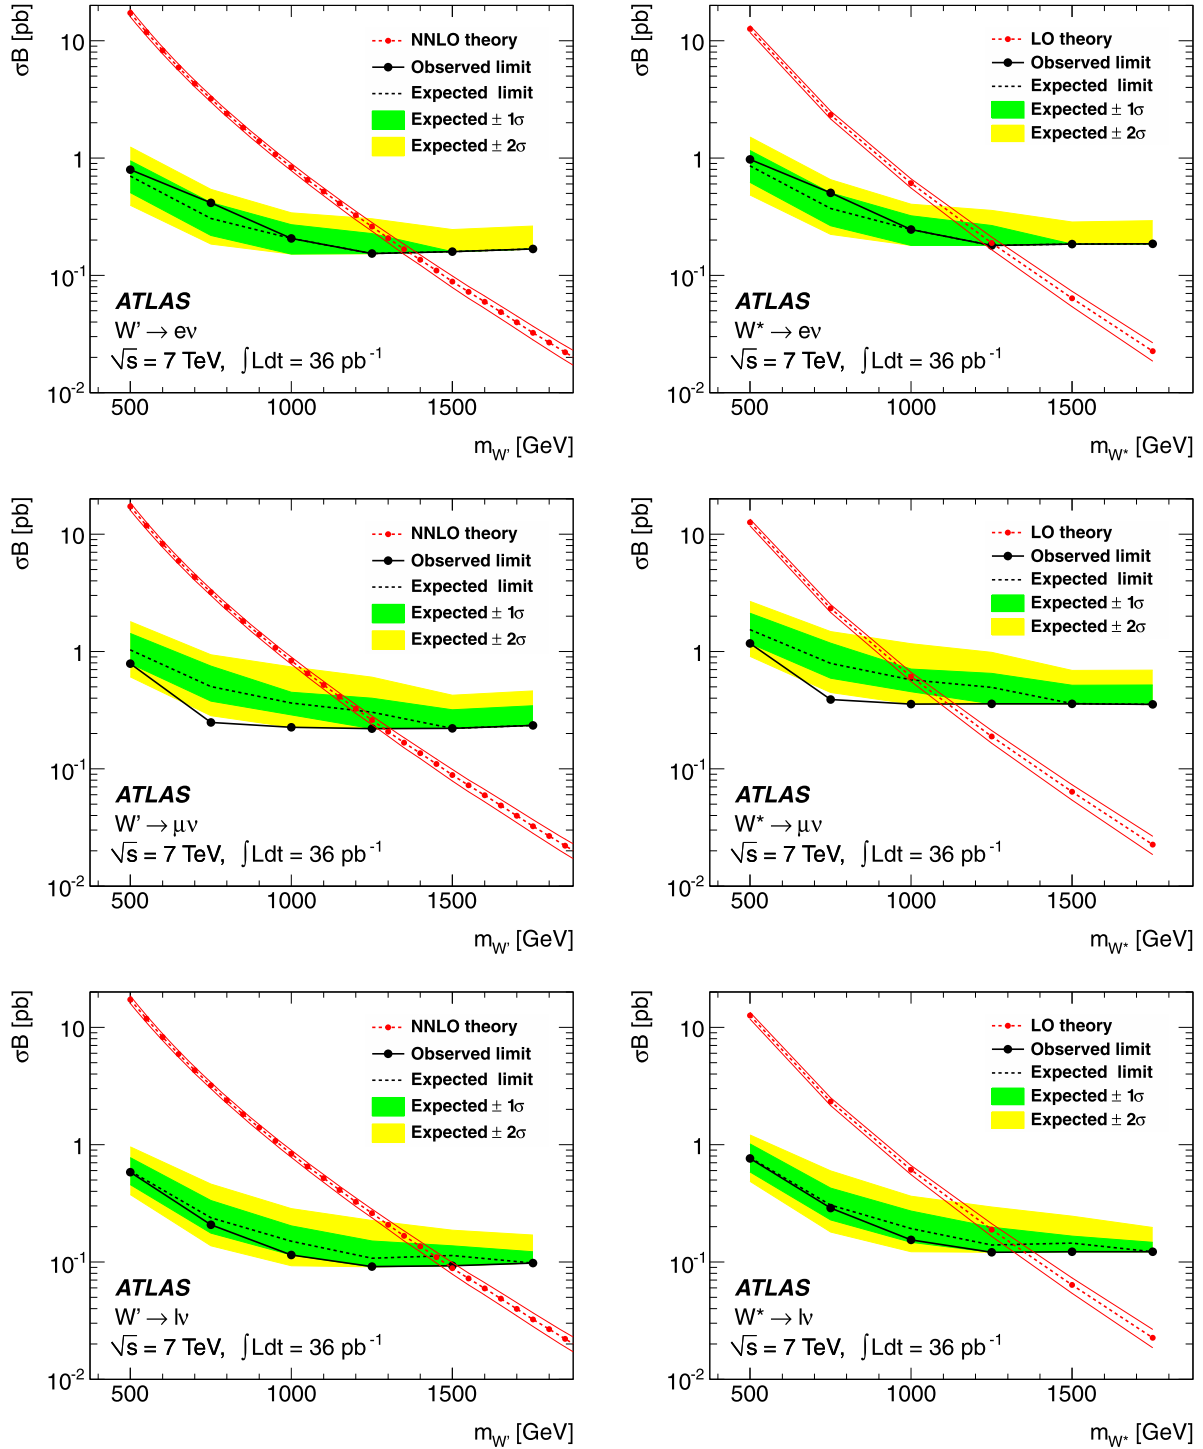 σB [pb]
10
1
10-1
10-2
NNLO theory
Observed limit
Expected limit
Expected ± 1σ
Expected ± 2σ
ATLAS
W' → eν
√s = 7 TeV, ∫Ldt = 36 pb-1
500 1000 1500
mW' [GeV]
σB [pb]
10
1
10-1
10-2
LO theory
Observed limit
Expected limit
Expected ± 1σ
Expected ± 2σ
ATLAS
W* → eν
√s = 7 TeV, ∫Ldt = 36 pb-1
500 1000 1500
mW* [GeV]
σB [pb]
10
1
10-1
10-2
NNLO theory
Observed limit
Expected limit
Expected ± 1σ
Expected ± 2σ
ATLAS
W' → μν
√s = 7 TeV, ∫Ldt = 36 pb-1
500 1000 1500
mW' [GeV]
σB [pb]
10
1
10-1
10-2
LO theory
Observed limit
Expected limit
Expected ± 1σ
Expected ± 2σ
ATLAS
W* → μν
√s = 7 TeV, ∫Ldt = 36 pb-1
500 1000 1500
mW* [GeV]
σB [pb]
10
1
10-1
10-2
NNLO theory
Observed limit
Expected limit
Expected ± 1σ
Expected ± 2σ
ATLAS
W' → lν
√s = 7 TeV, ∫Ldt = 36 pb-1
500 1000 1500
mW' [GeV]
σB [pb]
10
1
10-1
10-2
LO theory
Observed limit
Expected limit
Expected ± 1σ
Expected ± 2σ
ATLAS
W* → lν
√s = 7 TeV, ∫Ldt = 36 pb-1
500 1000 1500
mW* [GeV]